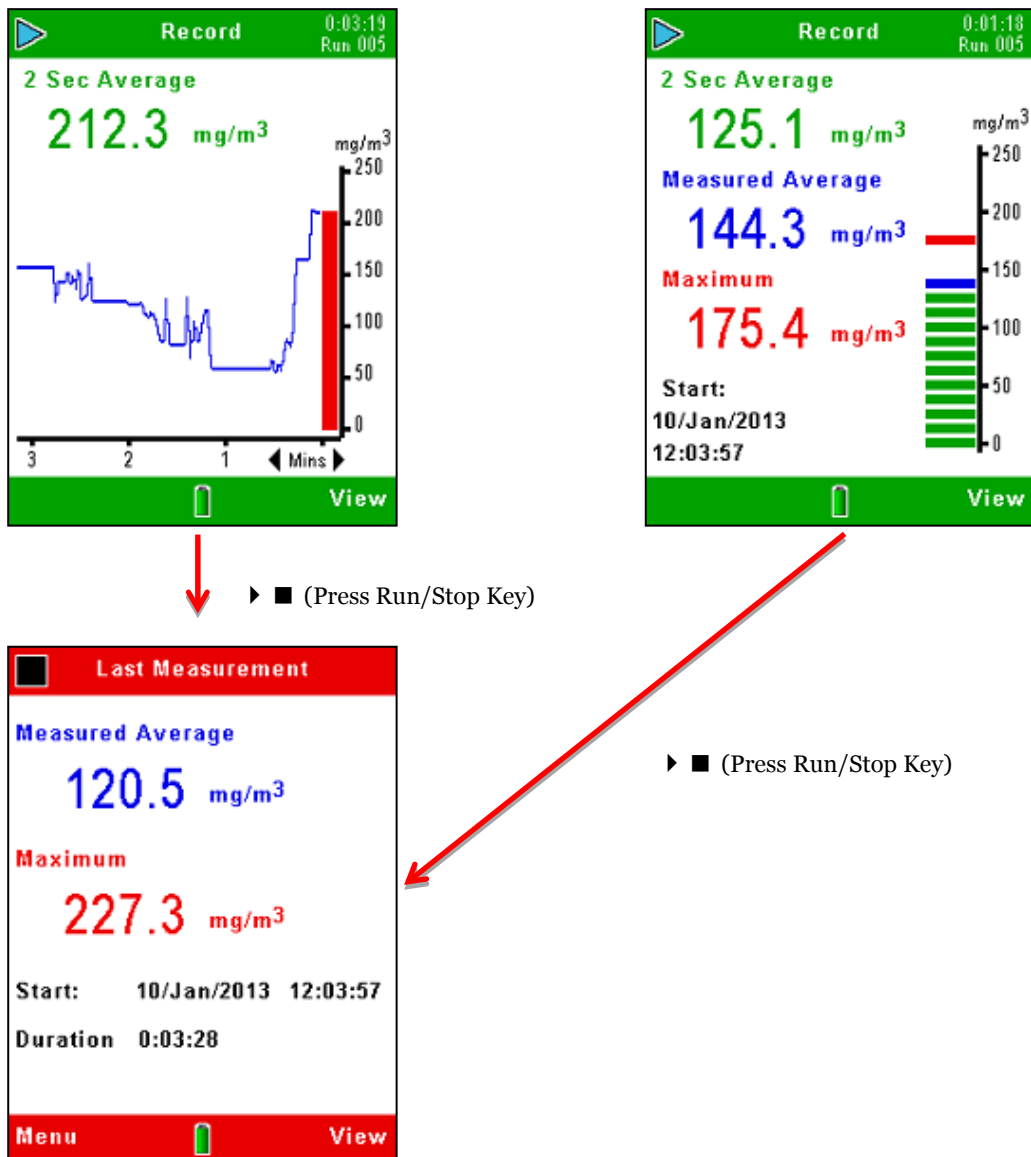 Record
0:03:19
Run 005
2 Sec Average
212.3 mg/m3
mg/m3
250
200
150
100
50
0
3 2 1 Mins
View
Record
0:01:18
Run 005
2 Sec Average
125.1 mg/m3
Measured Average
144.3 mg/m3
Maximum
175.4 mg/m3
Start:
10/Jan/2013
12:03:57
mg/m3
250
200
150
100
50
0
View
(Press Run/Stop Key)
Last Measurement
Measured Average
120.5 mg/m3
Maximum
227.3 mg/m3
Start: 10/Jan/2013 12:03:57
Duration 0:03:28
Menu View
(Press Run/Stop Key)